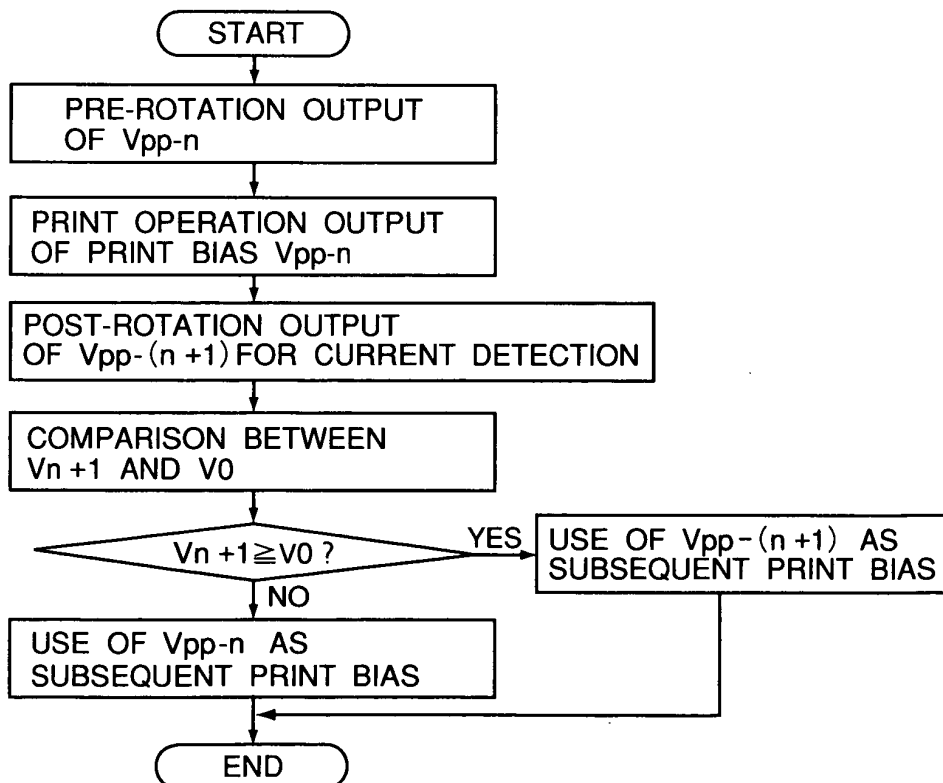 START
PRE-ROTATION OUTPUT
OF Vpp-n
PRINT OPERATION OUTPUT
OF PRINT BIAS Vpp-n
POST-ROTATION OUTPUT
OF Vpp-(n+1) FOR CURRENT DETECTION
COMPARISON BETWEEN
Vn+1 AND V0
Vn+1≧V0?
YES
USE OF Vpp-(n+1) AS
SUBSEQUENT PRINT BIAS
NO
USE OF Vpp-n AS
SUBSEQUENT PRINT BIAS
END